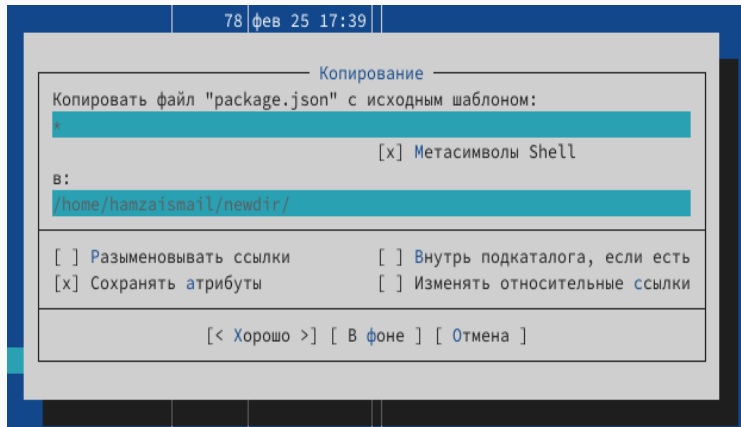 78 фев 25 17:39
Копирование
Копировать файл "package.json" с исходным шаблоном:
*
[x] Метасимволы Shell
в:
/home/hamzaismail/newdir/
[ ] Разыменовывать ссылки [ ] Внутрь подкаталога, если есть
[x] Сохранять атрибуты [ ] Изменять относительные ссылки
[< Хорошо >] [ В фоне ] [ Отмена ]